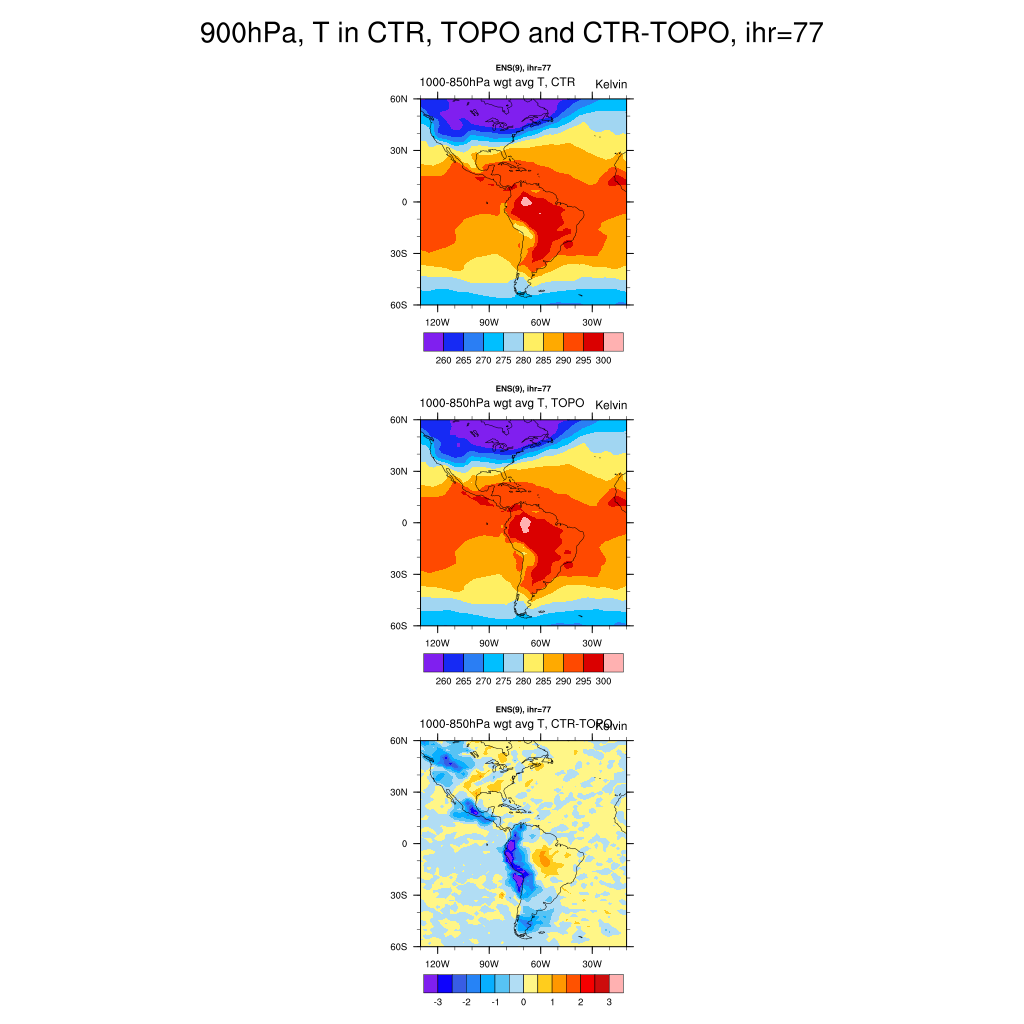 900hPa, T in CTR, TOPO and CTR-TOPO, ihr=77
ENS(9), ihr=77
1000-850hPa wgt avg T, CTR Kelvin
60N
30N
0
30S
60S
120W 90W 60W 30W
260 265 270 275 280 285 290 295 300
ENS(9), ihr=77
1000-850hPa wgt avg T, TOPO Kelvin
60N
30N
0
30S
60S
120W 90W 60W 30W
260 265 270 275 280 285 290 295 300
ENS(9), ihr=77
1000-850hPa wgt avg T, CTR-TOPO Kelvin
60N
30N
0
30S
60S
120W 90W 60W 30W
-3 -2 -1 0 1 2 3